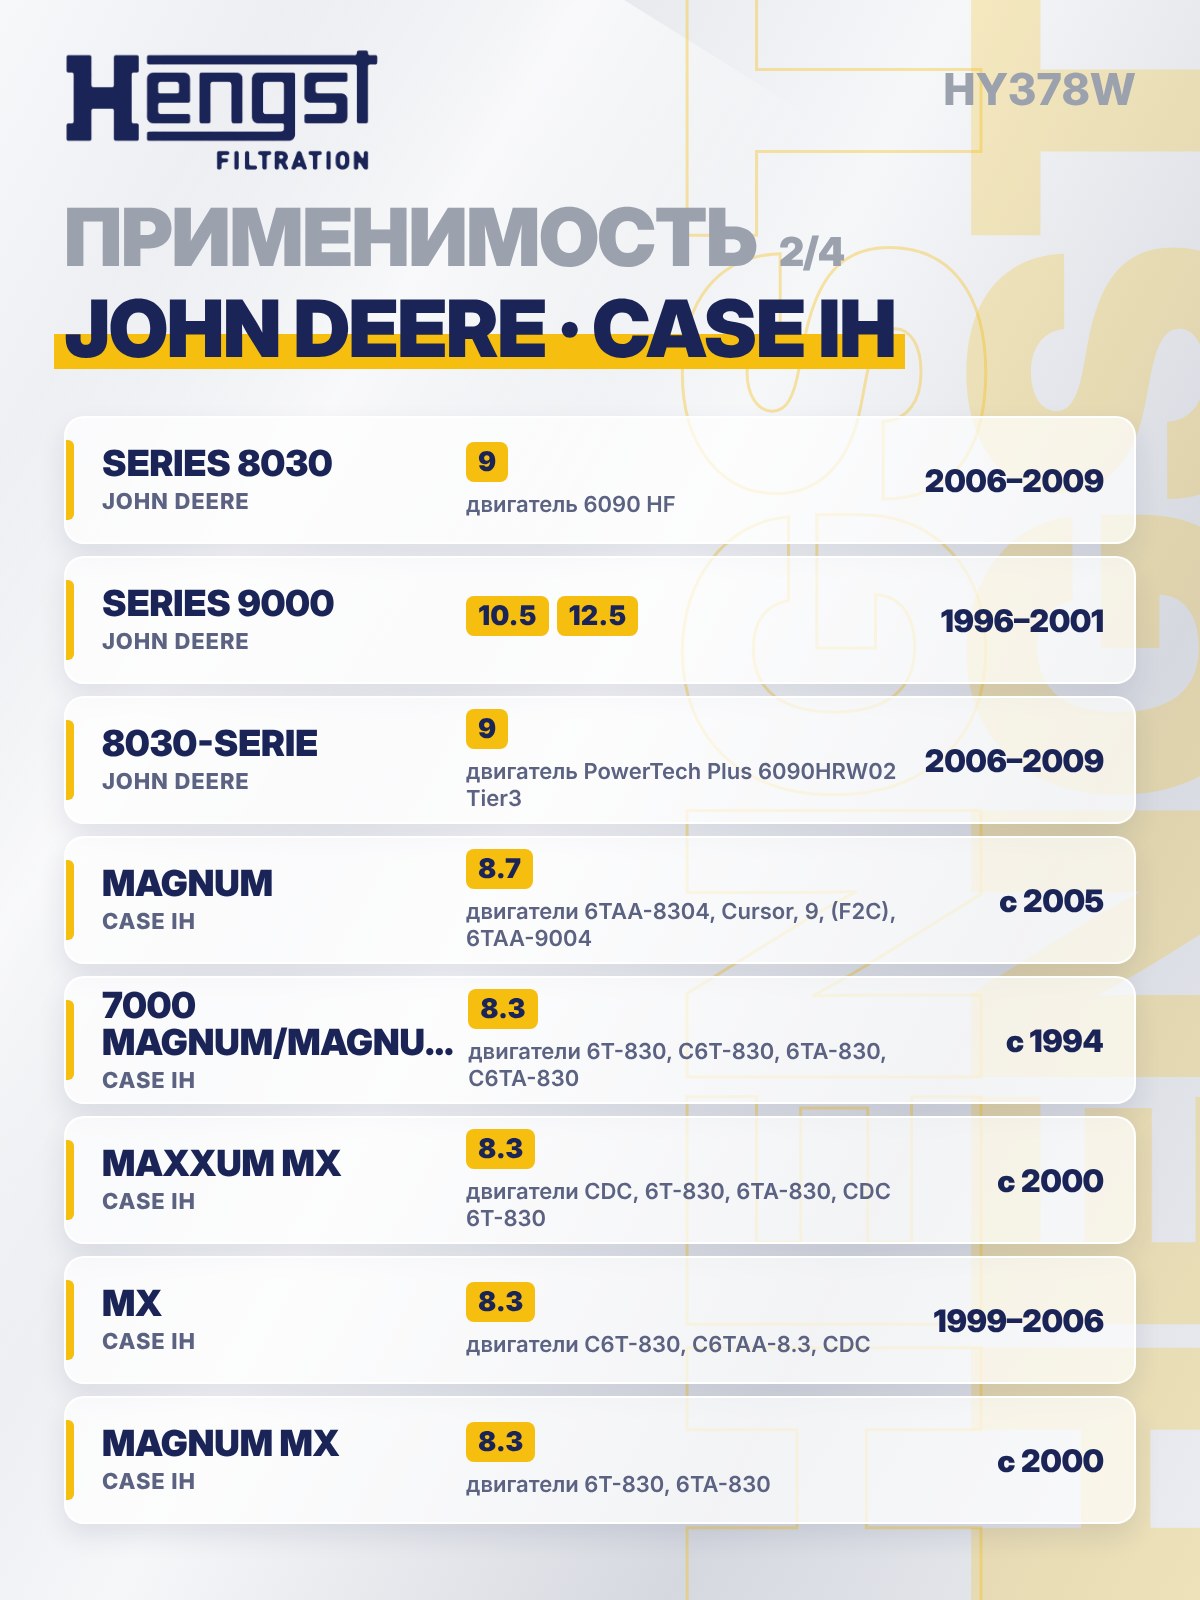 Hengst
FILTRATION
HY378W
ПРИМЕНИМОСТЬ 2/4
JOHN DEERE · CASE IH
SERIES 8030
JOHN DEERE
9
двигатель 6090 HF
2006–2009
SERIES 9000
JOHN DEERE
10.5 12.5
1996–2001
8030-SERIE
JOHN DEERE
9
двигатель PowerTech Plus 6090HRW02
Tier3
2006–2009
MAGNUM
CASE IH
8.7
двигатели 6TAA-8304, Cursor, 9, (F2C),
6TAA-9004
с 2005
7000
MAGNUM/MAGNU...
CASE IH
8.3
двигатели 6T-830, C6T-830, 6TA-830,
C6TA-830
с 1994
MAXXUM MX
CASE IH
8.3
двигатели CDC, 6T-830, 6TA-830, CDC
6T-830
с 2000
MX
CASE IH
8.3
двигатели C6T-830, C6TAA-8.3, CDC
1999–2006
MAGNUM MX
CASE IH
8.3
двигатели 6T-830, 6TA-830
с 2000
HENGST
HENGST